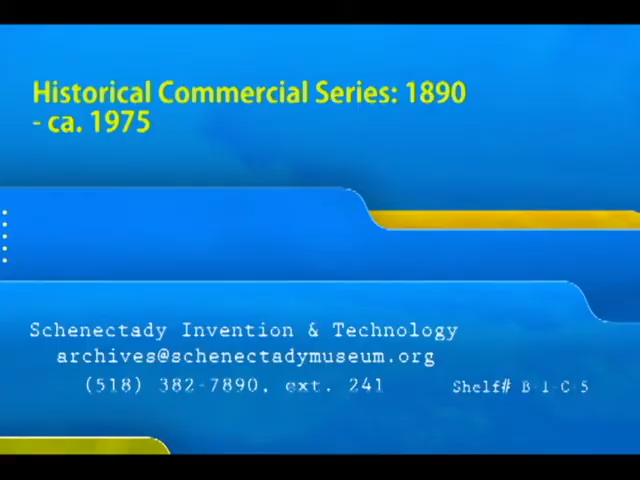 Historical Commercial Series: 1890
- ca. 1975
Schenectady Invention & Technology
archives@schenectadymuseum.org
(518) 382-7890, ext. 241
Shelf# B-1-C-5